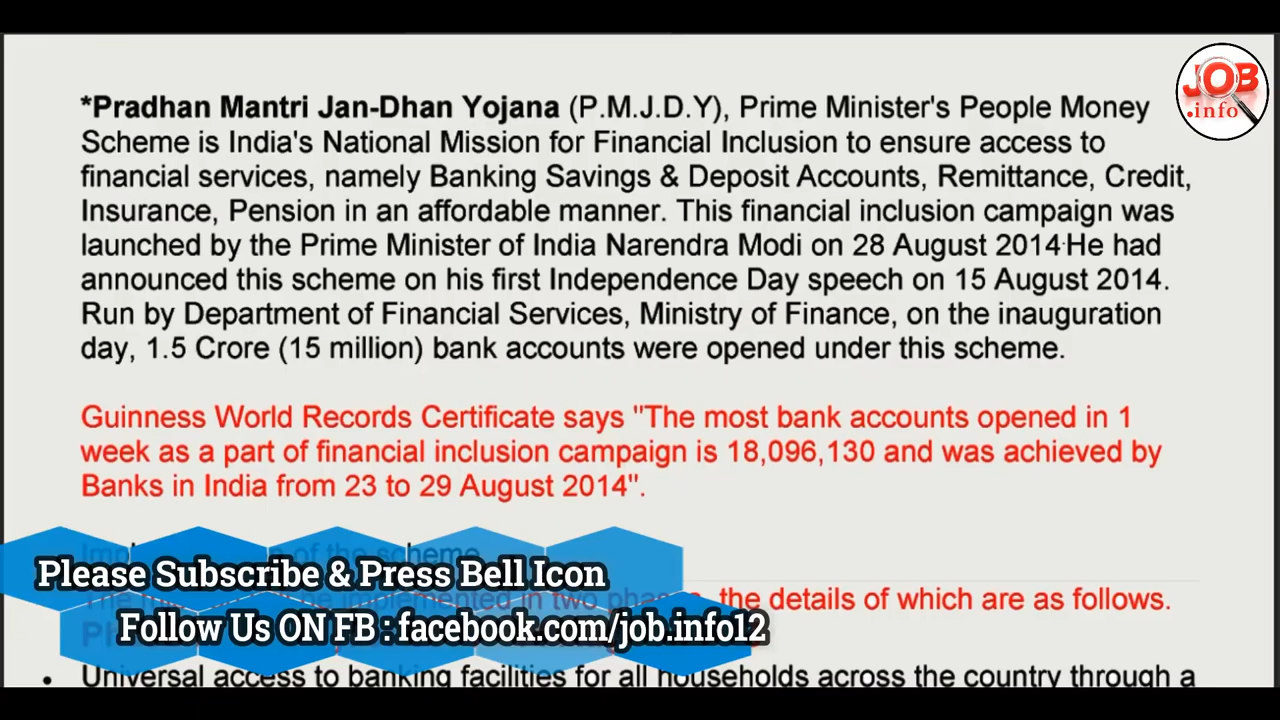 JOB
.info
*Pradhan Mantri Jan-Dhan Yojana (P.M.J.D.Y), Prime Minister's People Money
Scheme is India's National Mission for Financial Inclusion to ensure access to
financial services, namely Banking Savings & Deposit Accounts, Remittance, Credit,
Insurance, Pension in an affordable manner. This financial inclusion campaign was
launched by the Prime Minister of India Narendra Modi on 28 August 2014 He had
announced this scheme on his first Independence Day speech on 15 August 2014.
Run by Department of Financial Services, Ministry of Finance, on the inauguration
day, 1.5 Crore (15 million) bank accounts were opened under this scheme.
Guinness World Records Certificate says "The most bank accounts opened in 1
week as a part of financial inclusion campaign is 18,096,130 and was achieved by
Banks in India from 23 to 29 August 2014".
of the scheme
Please Subscribe & Press Bell Icon
implemented in two the details of which are as follows.
Follow Us ON FB : facebook.com/job.info12
• Universal access to banking facilities for all households across the country through a